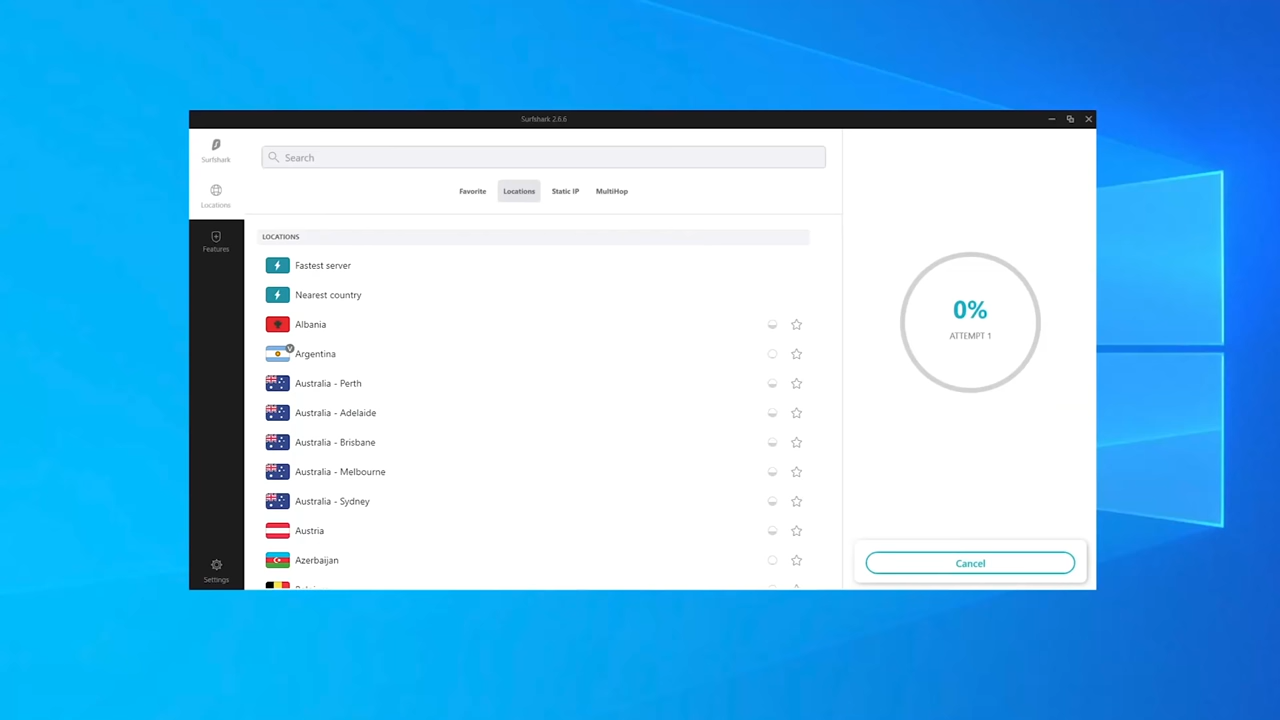 Surfshark 2.6.6
Surfshark
Search
Locations
Favorite Locations Static IP MultiHop
Features
LOCATIONS
Fastest server
Nearest country
Albania
V
Argentina
Australia - Perth
Australia - Adelaide
Australia - Brisbane
Australia - Melbourne
Australia - Sydney
Austria
Azerbaijan
0%
ATTEMPT 1
Cancel
Settings